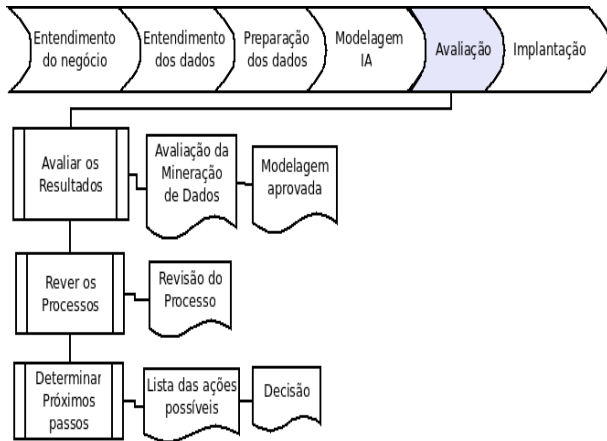 Entendimento
do negócio
Entendimento
dos dados
Preparação
dos dados
Modelagem
IA
Avaliação
Implantação
Avaliar os
Resultados
Avaliação da
Mineração
de Dados
Modelagem
aprovada
Rever os
Processos
Revisão do
Processo
Determinar
Próximos
passos
Lista das ações
possíveis
Decisão